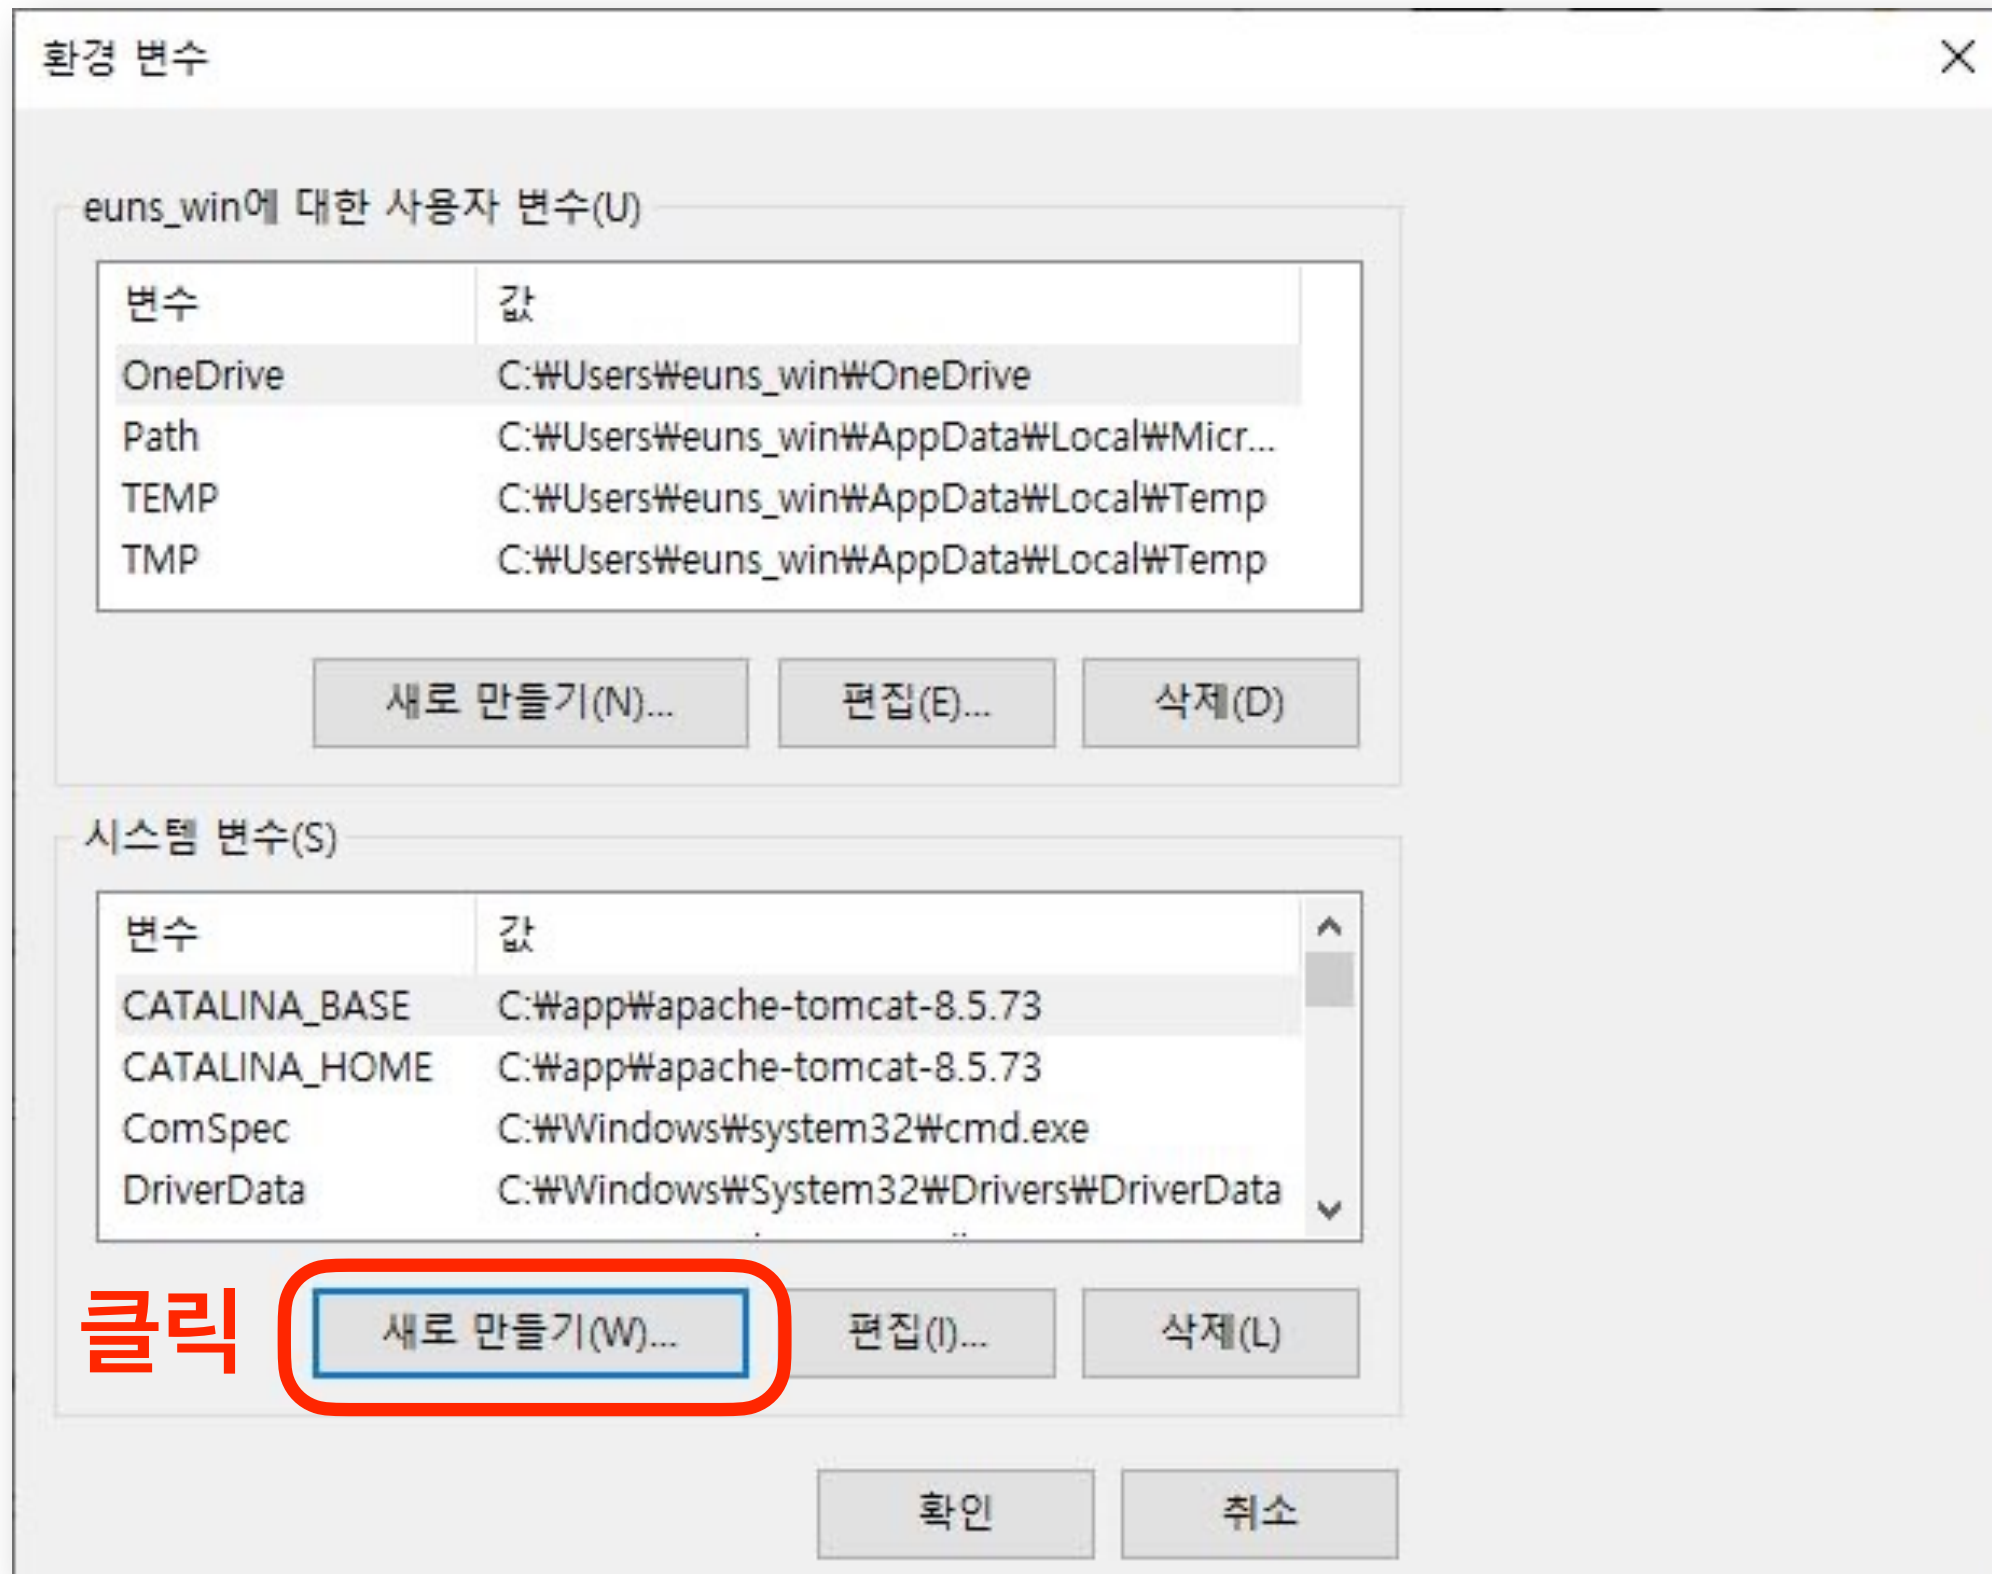 환경 변수
euns_win에 대한 사용자 변수(U)
변수 값
OneDrive C:₩Users₩euns_win₩OneDrive
Path C:₩Users₩euns_win₩AppData₩Local₩Micr...
TEMP C:₩Users₩euns_win₩AppData₩Local₩Temp
TMP C:₩Users₩euns_win₩AppData₩Local₩Temp
새로 만들기(N)... 편집(E)... 삭제(D)
시스템 변수(S)
변수 값
CATALINA_BASE C:₩app₩apache-tomcat-8.5.73
CATALINA_HOME C:₩app₩apache-tomcat-8.5.73
ComSpec C:₩Windows₩system32₩cmd.exe
DriverData C:₩Windows₩System32₩Drivers₩DriverData
클릭 새로 만들기(W)... 편집(I)... 삭제(L)
확인 취소